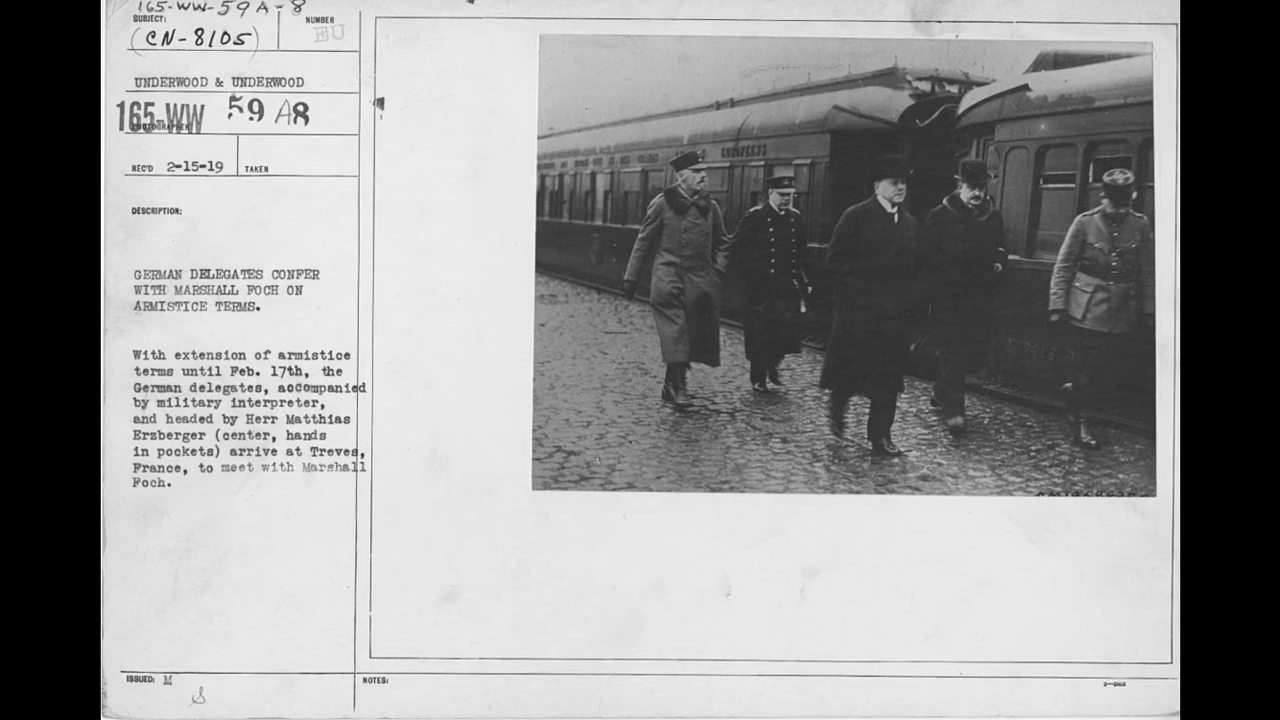 165-WW-59A-8
SUBJECT:
NUMBER
(CN-8105)
EU
UNDERWOOD & UNDERWOOD
165-WW 59 A8
PHOTOGRAPHER
REC'D 2-15-19 TAKEN
DESCRIPTION:
GERMAN DELEGATES CONFER
WITH MARSHALL FOCH ON
ARMISTICE TERMS.
With extension of armistice
terms until Feb. 17th, the
German delegates, accompanied
by military interpreter,
and headed by Herr Matthias
Erzberger (center, hands
in pockets) arrive at Treves,
France, to meet with Marshall
Foch.
ISSUED: M
S
NOTES: